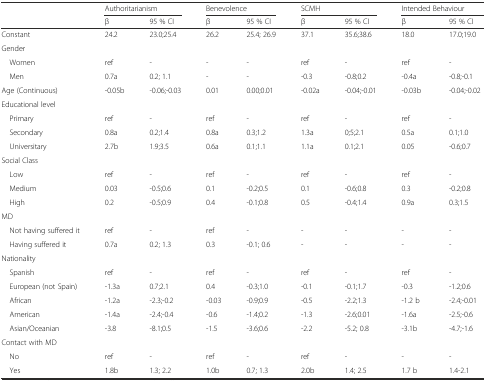 Authoritarianism Benevolence SCMH Intended Behaviour
β 95 % CI β 95 % CI β 95 % CI β 95 % CI
Constant 24.2 23.0;25.4 26.2 25.4; 26.9 37.1 35.6;38.6 18.0 17.0;19.0
Gender
Women ref - - - ref - ref -
Men 0.7a 0.2; 1.1 - - -0.3 -0.8;0.2 -0.4a -0.8;-0.1
Age (Continuous) -0.05b -0.06;-0.03 0.01 0.00;0.01 -0.02a -0.04;-0.01 -0.03b -0.04;-0.02
Educational level
Primary ref - ref - ref - ref -
Secondary 0.8a 0.2;1.4 0.8a 0.3;1.2 1.3a 0;5;2.1 0.5a 0.1;1.0
Universitary 2.7b 1.9;3.5 0.6a 0.1;1.1 1.1a 0.1;2.1 0.05 -0.6;0.7
Social Class
Low ref - ref - ref - ref -
Medium 0.03 -0.5;0.6 0.1 -0.2;0.5 0.1 -0.6;0.8 0.3 -0.2;0.8
High 0.2 -0.5;0.9 0.4 -0.1;0.8 0.5 -0.4;1.4 0.9a 0.3;1.5
MD
Not having suffered it ref - ref - - - - -
Having suffered it 0.7a 0.2; 1.3 0.3 -0.1; 0.6 - - - -
Nationality
Spanish ref - ref - ref - ref -
European (not Spain) -1.3a 0.7;2.1 0.4 -0.3;1.0 -0.1 -0.1;1.7 -0.3 -1.2;0.6
African -1.2a -2.3;-0.2 -0.03 -0.9;0.9 -0.5 -2.2;1.3 -1.2 b -2.4;-0.01
American -1.4a -2.4;-0.4 -0.6 -1.4;0.2 -1.3 -2.6;0.01 -1.6a -2.5;-0.6
Asian/Oceanian -3.8 -8.1;0.5 -1.5 -3.6;0.6 -2.2 -5.2; 0.8 -3.1b -4.7;-1.6
Contact with MD
No ref - ref - ref - - -
Yes 1.8b 1.3; 2.2 1.0b 0.7; 1.3 2.0b 1.4; 2.5 1.7 b 1.4-2.1